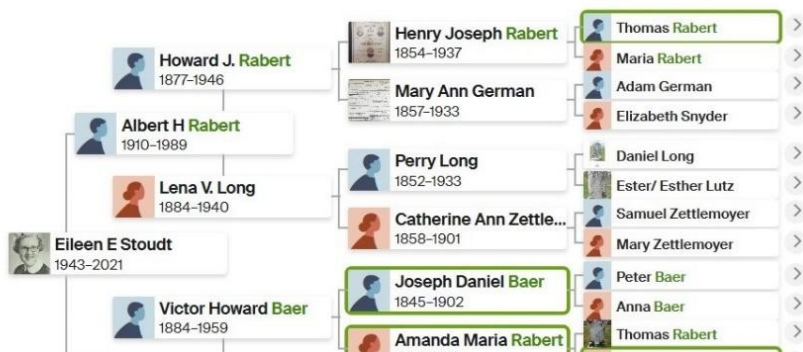 Henry Joseph Rabert
1854–1937
Thomas Rabert
Maria Rabert
Howard J. Rabert
1877–1946
Mary Ann German
1857–1933
Adam German
Elizabeth Snyder
Albert H Rabert
1910–1989
Perry Long
1852–1933
Daniel Long
Ester/ Esther Lutz
Lena V. Long
1884–1940
Catherine Ann Zettle...
1858–1901
Samuel Zettlemoyer
Mary Zettlemoyer
Eileen E Stoudt
1943–2021
Joseph Daniel Baer
1845–1902
Peter Baer
Anna Baer
Victor Howard Baer
1884–1959
Amanda Maria Rabert
Thomas Rabert